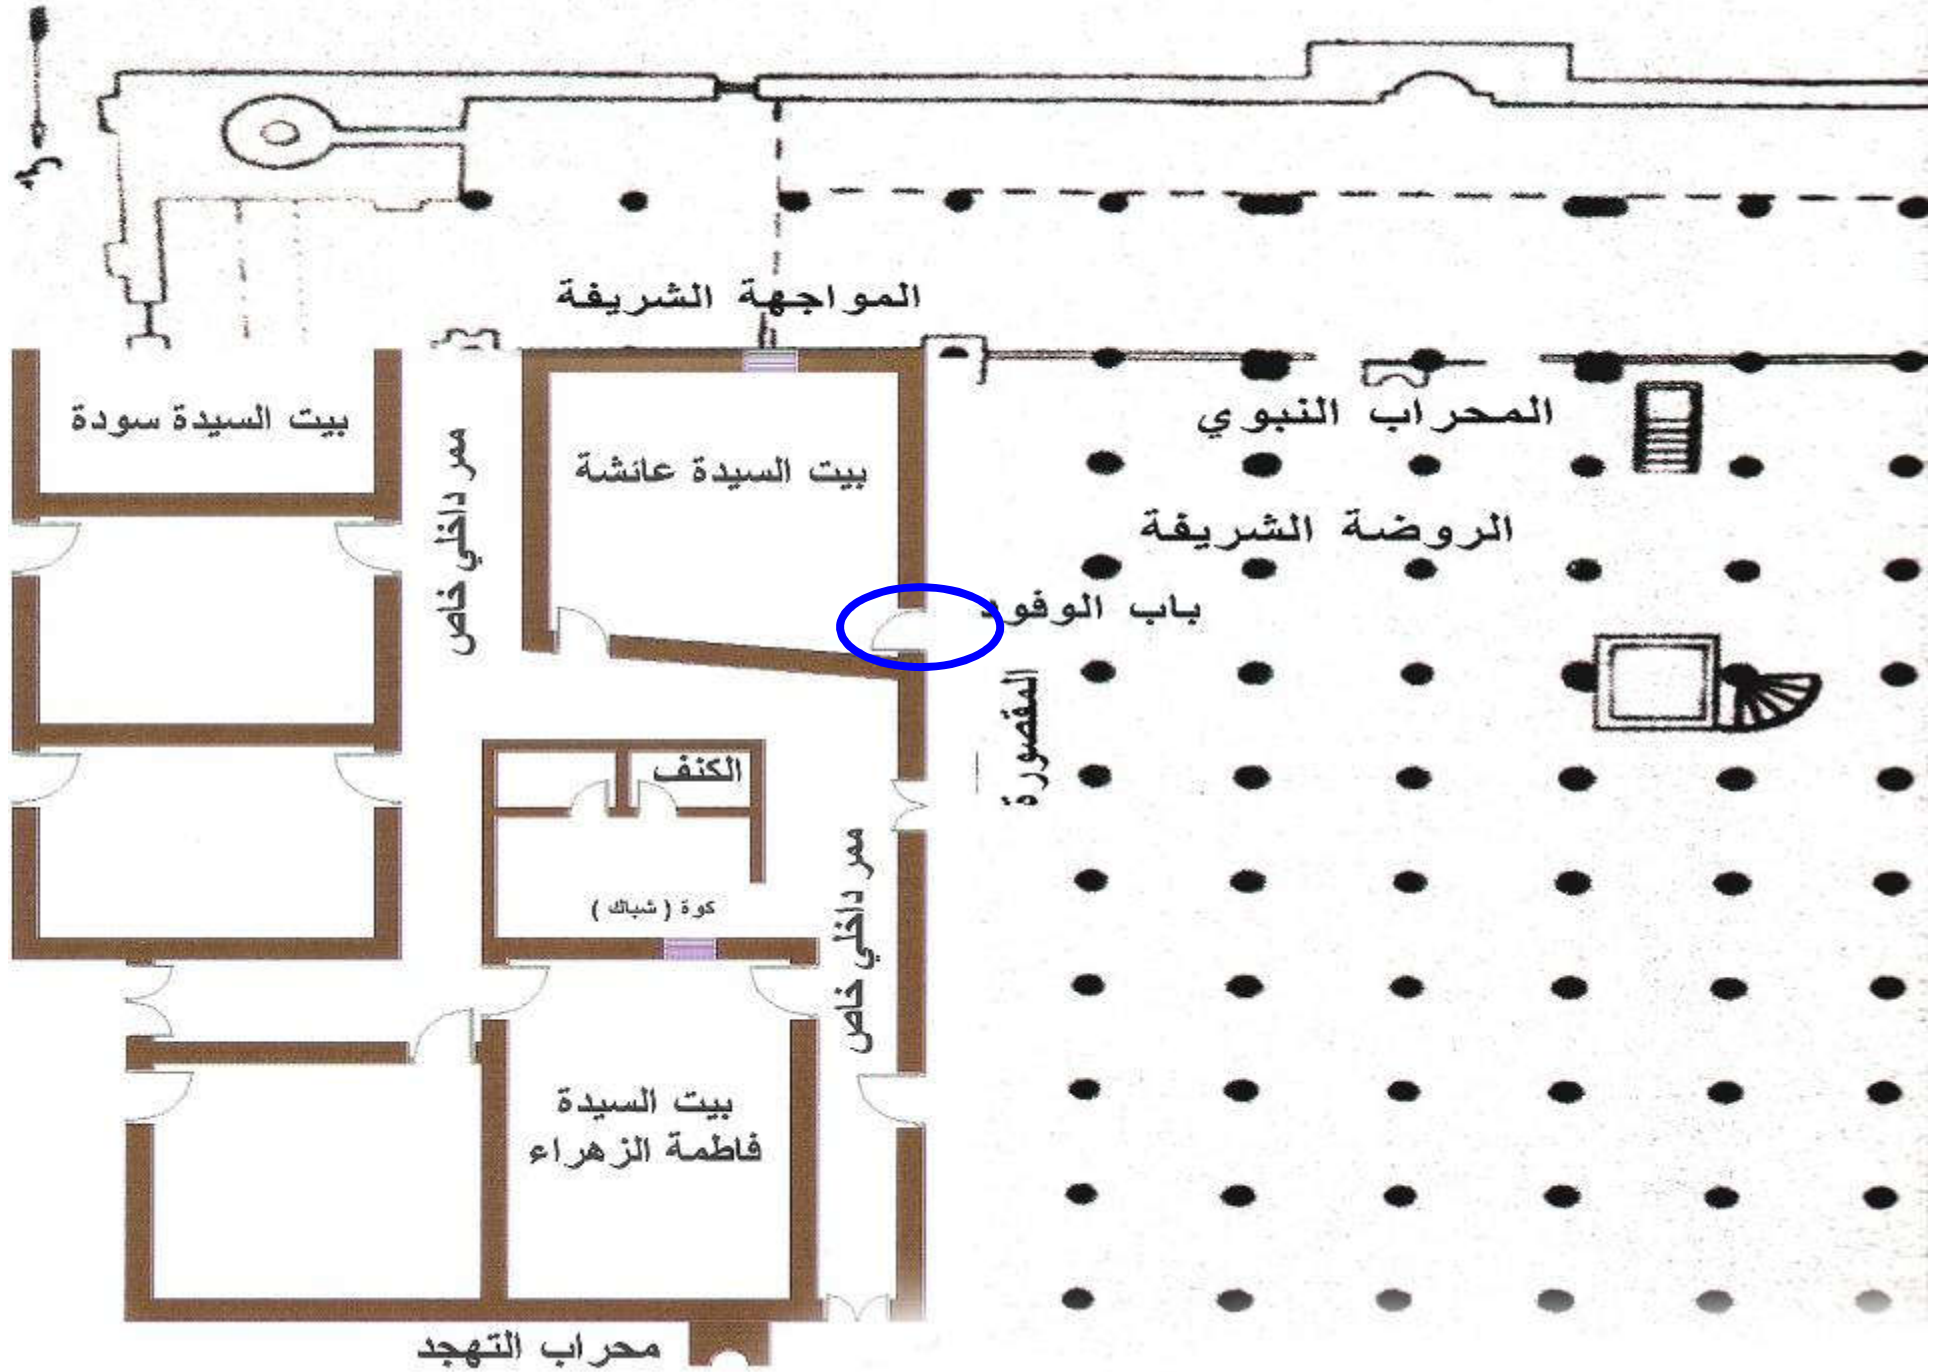 المواجهة الشريفة
بيت السيدة سودة
ممر داخلي خاص
بيت السيدة عائشة
المحراب النبوي
الروضة الشريفة
باب الوفود
المقصورة
الكنف
كوة ( شباك )
ممر داخلي خاص
بيت السيدة
فاطمة الزهراء
محراب التهجد